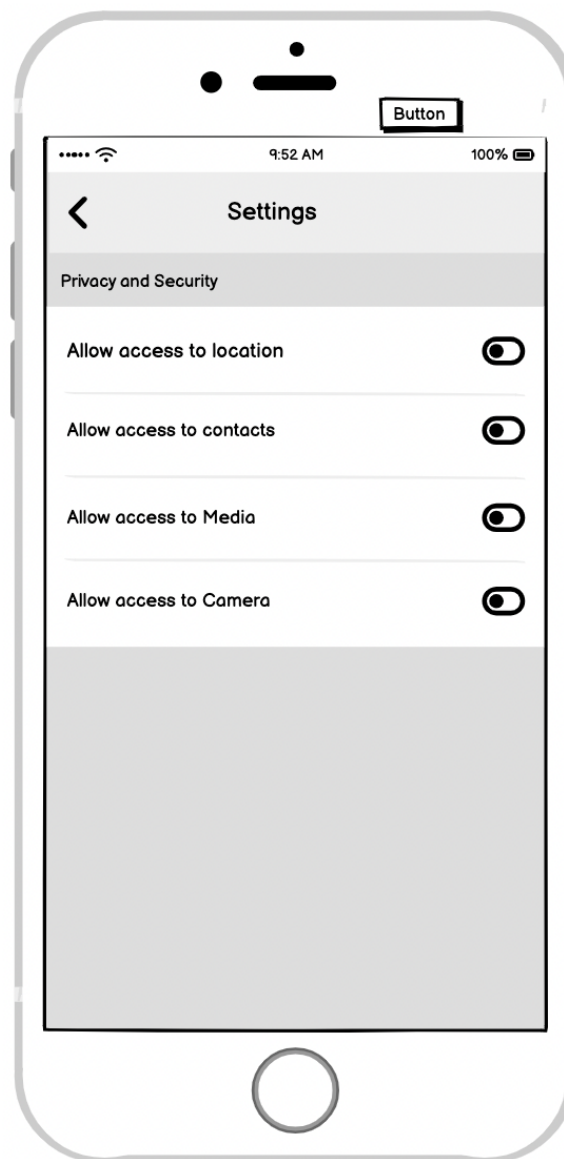 Button
9:52 AM 100%
Settings
Privacy and Security
Allow access to location
Allow access to contacts
Allow access to Media
Allow access to Camera